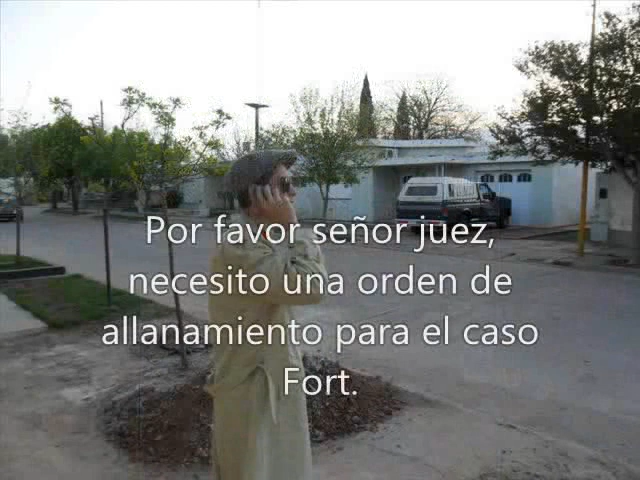 Por favor señor juez,
necesito una orden de
allanamiento para el caso
Fort.